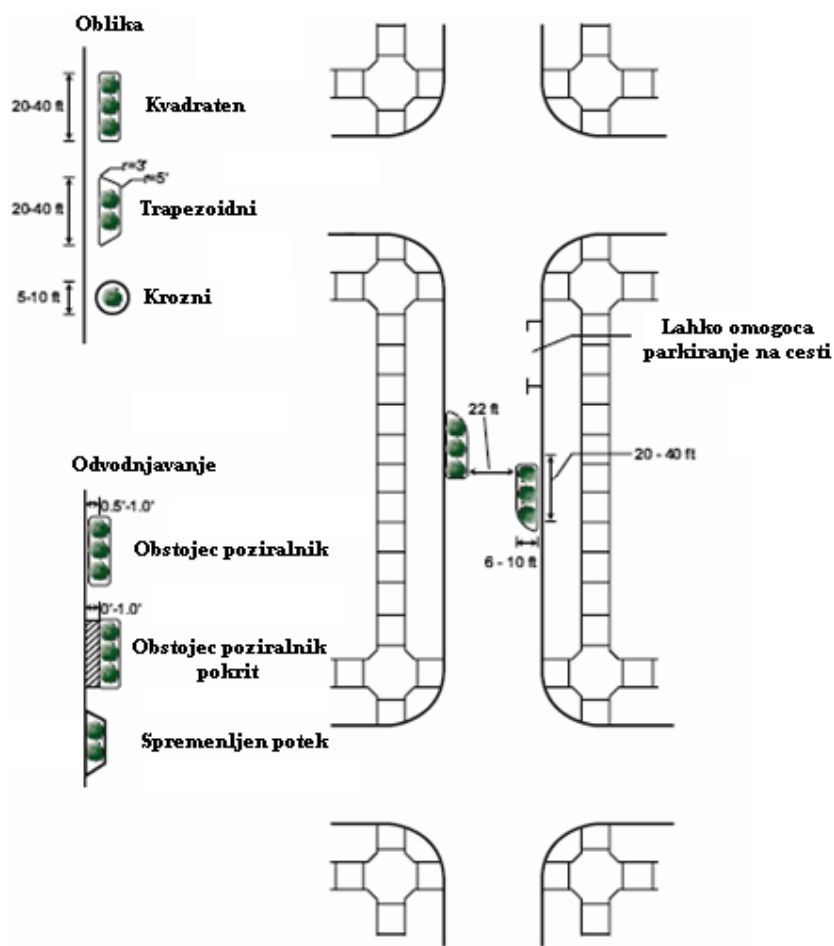 Oblika
20-40 ft
Kvadraten
r=3'
r=5'
20-40 ft
Trapezoidni
5-10 ft
Krozni
Lahko omogoca
parkiranje na cesti
22 ft
20 - 40 ft
6 - 10 ft
Odvodnjavanje
0.5'-1.0'
Obstojec poziralnik
0'-1.0'
Obstojec poziralnik
pokrit
Spremenljen potek